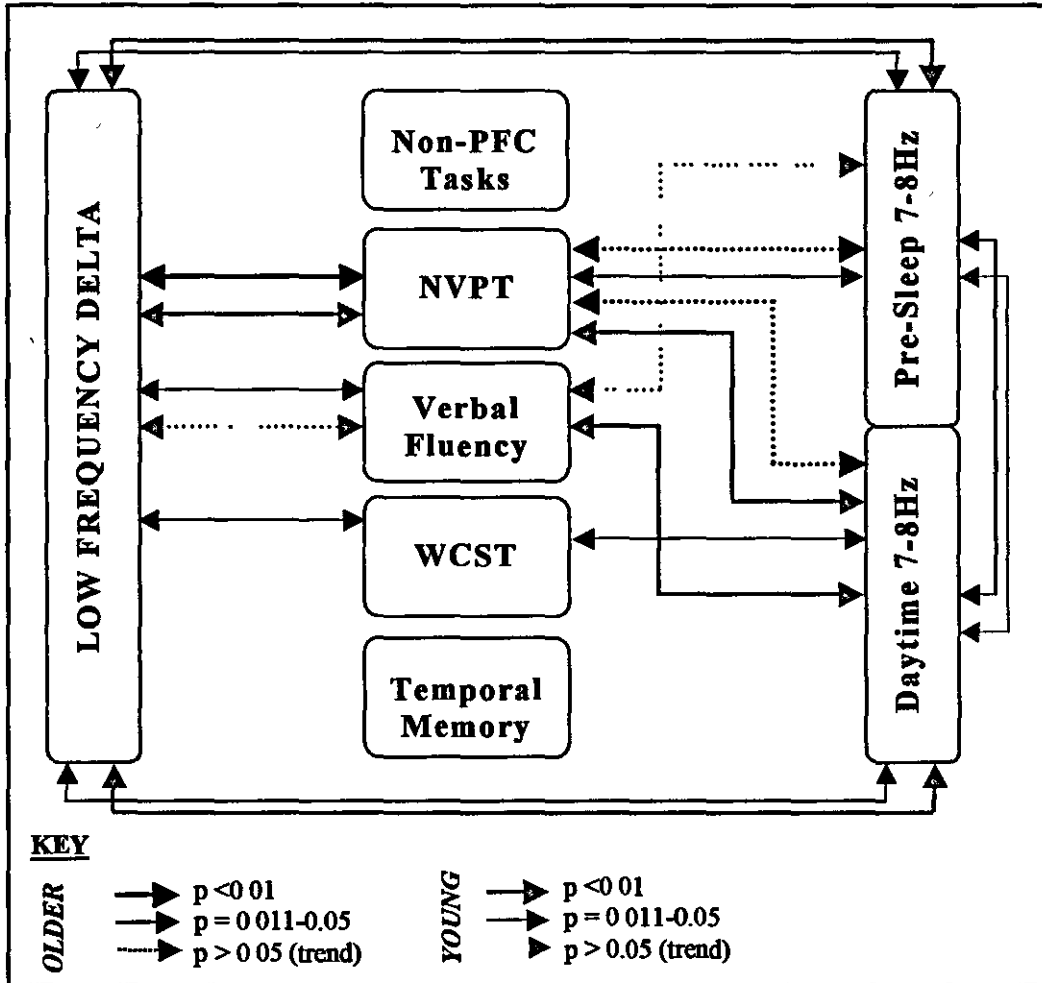 LOW FREQUENCY DELTA
Non-PFC
Tasks
NVPT
Verbal
Fluency
WCST
Temporal
Memory
Pre-Sleep 7-8Hz
Daytime 7-8Hz
KEY
OLDER
p <0 01
p = 0 011-0.05
p > 0 05 (trend)
YOUNG
p <0 01
p = 0 011-0.05
p > 0.05 (trend)